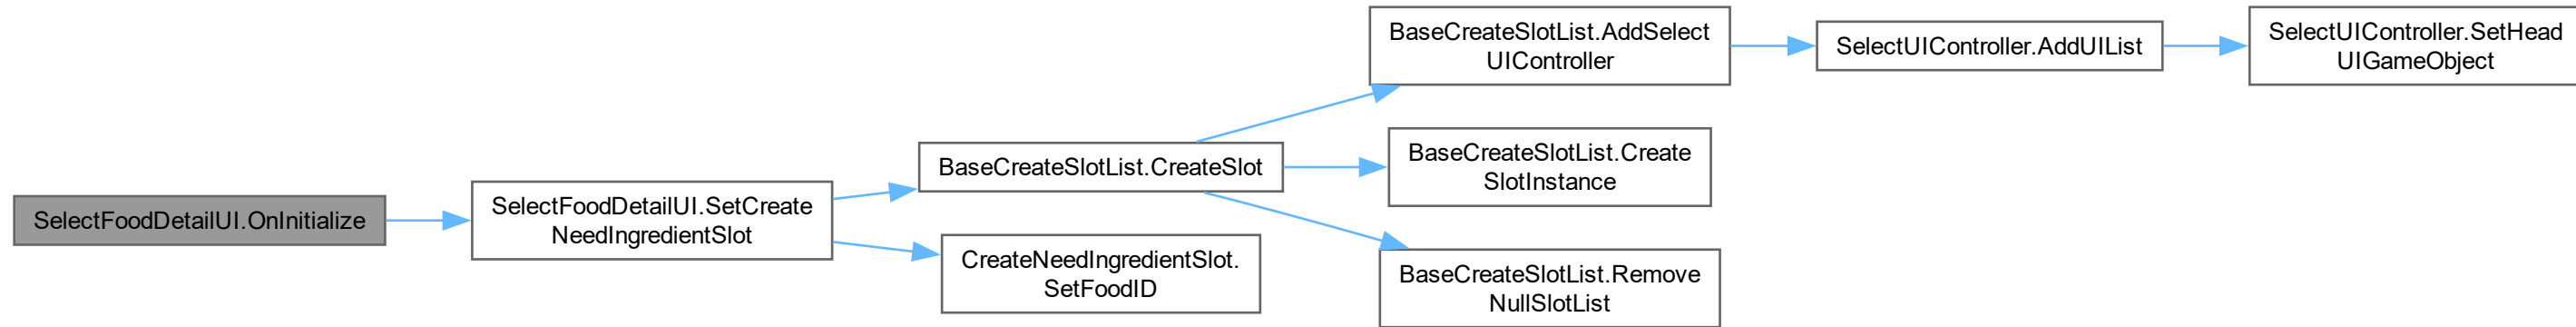 SelectFoodDetailUI.OnInitialize
SelectFoodDetailUI.SetCreate
NeedIngredientSlot
BaseCreateSlotList.CreateSlot
CreateNeedIngredientSlot.
SetFoodID
BaseCreateSlotList.AddSelect
UIController
BaseCreateSlotList.Create
SlotInstance
BaseCreateSlotList.Remove
NullSlotList
SelectUIController.AddUIList
SelectUIController.SetHead
UIGameObject